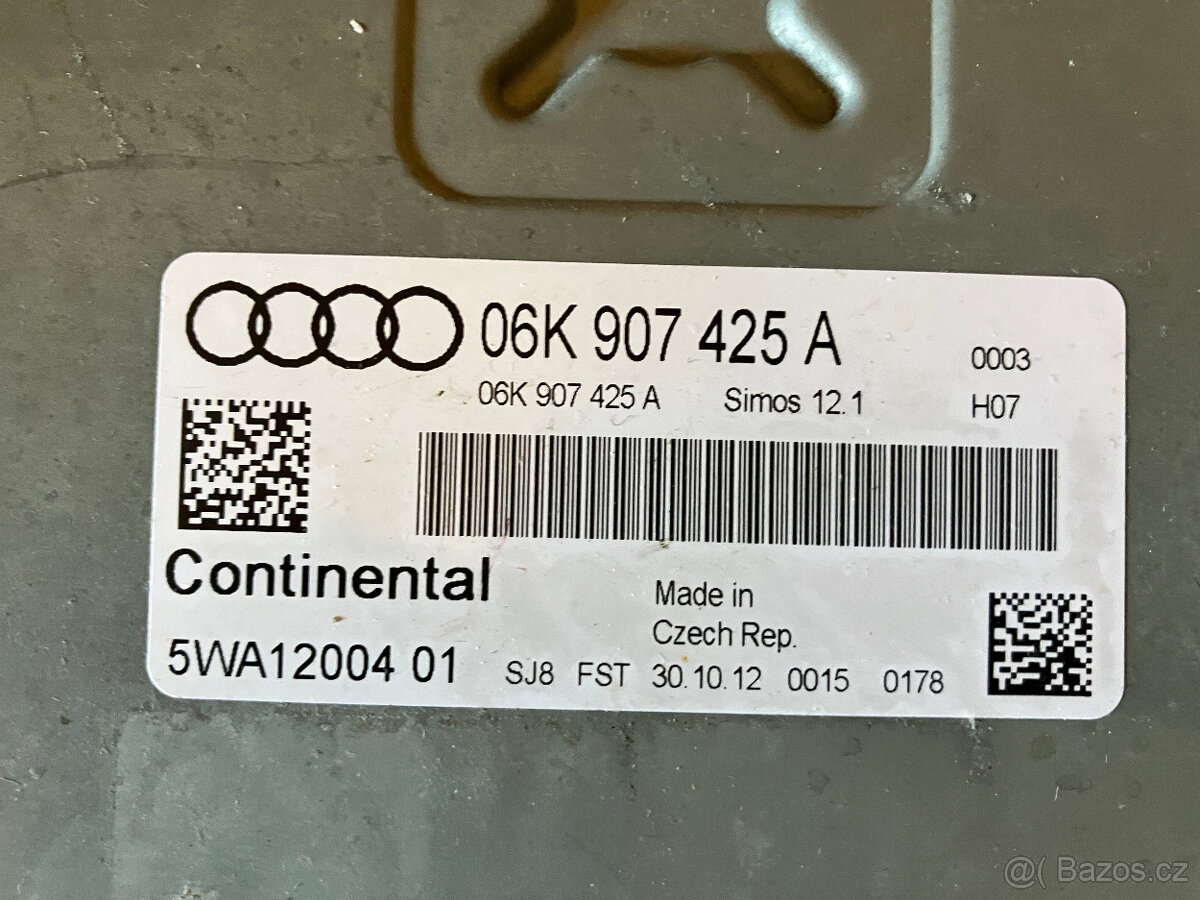 06K 907 425 A 0003
06K 907 425 A Simos 12.1 H07
Continental
Made in
Czech Rep.
5WA12004 01 SJ8 FST 30.10.12 0015 0178
@( Bazos.cz